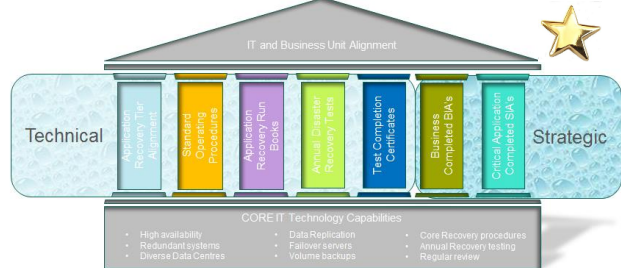 IT and Business Unit Alignment
Technical
Application
Recovery Tier
Alignment
Standard
Operating
Procedures
Application
Recovery Run
Books
Annual Disaster
Recovery Tests
Test Completion
Certificates
Business
Completed BIA's
Critical Application
Completed SIA's
Strategic
CORE IT Technology Capabilities
• High availability
• Redundant systems
• Diverse Data Centres
• Data Replication
• Failover servers
• Volume backups
• Core Recovery procedures
• Annual Recovery testing
• Regular review